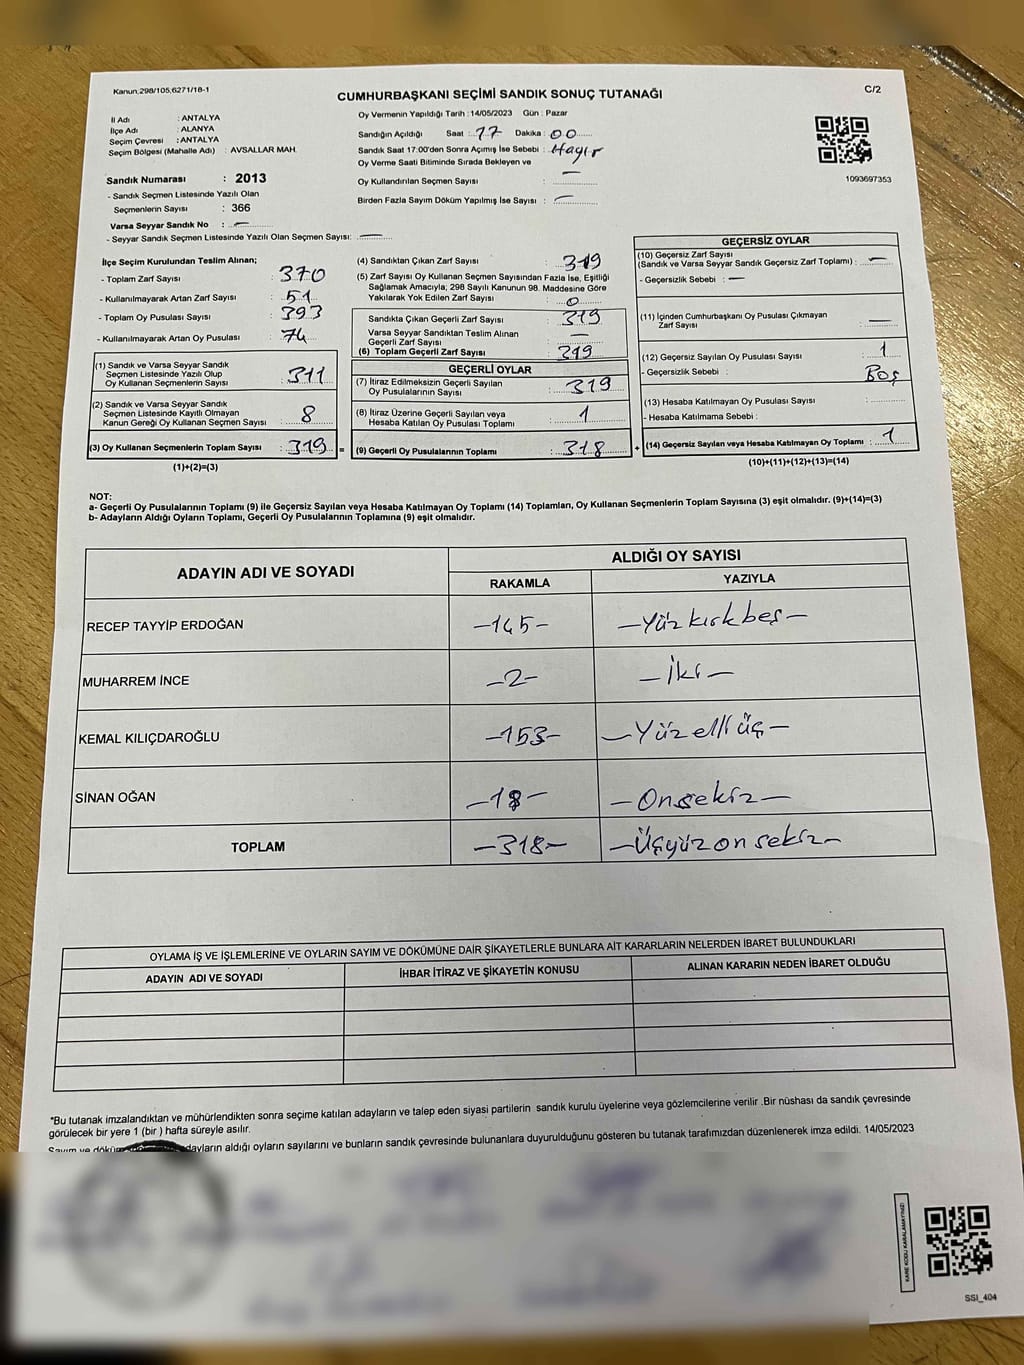 Kanun,298/105,6271/18-1
CUMHURBAŞKANI SEÇİMİ SANDIK SONUÇ TUTANAĞI
C/2
İl Adı : ANTALYA
İlçe Adı : ALANYA
Seçim Çevresi : ANTALYA
Seçim Bölgesi (Mahalle Adı) : AVSALLAR MAH.
Oy Vermenin Yapıldığı Tarih : 14/05/2023 Gün : Pazar
Sandığın Açıldığı Saat : 17 Dakika : 00
Sandık Saat 17:00'den Sonra Açımış İse Sebebi : Hayır
Oy Verme Saati Bitiminde Sırada Bekleyen ve
Oy Kullandırılan Seçmen Sayısı : —
Birden Fazla Sayım Döküm Yapılmış İse Sayısı : —
1093697353
Sandık Numarası : 2013
- Sandık Seçmen Listesinde Yazılı Olan
Seçmenlerin Sayısı : 366
Varsa Seyyar Sandık No : —
- Seyyar Sandık Seçmen Listesinde Yazılı Olan Seçmen Sayısı: —
İlçe Seçim Kurulundan Teslim Alınan;
- Toplam Zarf Sayısı : 370
- Kullanılmayarak Artan Zarf Sayısı : 51
- Toplam Oy Pusulası Sayısı : 393
- Kullanılmayarak Artan Oy Pusulası : 74
(1) Sandık ve Varsa Seyyar Sandık
Seçmen Listesinde Yazılı Olup
Oy Kullanan Seçmenlerin Sayısı : 311
(2) Sandık ve Varsa Seyyar Sandık
Seçmen Listesinde Kayıtlı Olmayan
Kanun Gereği Oy Kullanan Seçmen Sayısı : 8
(3) Oy Kullanan Seçmenlerin Toplam Sayısı : 319 =
(1)+(2)=(3)
(4) Sandıktan Çıkan Zarf Sayısı : 319
(5) Zarf Sayısı Oy Kullanan Seçmen Sayısından Fazla İse, Eşitliği
Sağlamak Amacıyla; 298 Sayılı Kanunun 98. Maddesine Göre
Yakılarak Yok Edilen Zarf Sayısı : 0
Sandıkta Çıkan Geçerli Zarf Sayısı : 319
Varsa Seyyar Sandıktan Teslim Alınan
Geçerli Zarf Sayısı : —
(6) Toplam Geçerli Zarf Sayısı : 319
GEÇERLİ OYLAR
(7) İtiraz Edilmeksizin Geçerli Sayılan
Oy Pusulalarının Sayısı : 319
(8) İtiraz Üzerine Geçerli Sayılan veya
Hesaba Katılan Oy Pusulası Toplamı : 1
(9) Geçerli Oy Pusulalarının Toplamı : 318 +
GEÇERSİZ OYLAR
(10) Geçersiz Zarf Sayısı
(Sandık ve Varsa Seyyar Sandık Geçersiz Zarf Toplamı) : —
- Geçersizlik Sebebi : —
(11) İçinden Cumhurbaşkanı Oy Pusulası Çıkmayan
Zarf Sayısı : —
(12) Geçersiz Sayılan Oy Pusulası Sayısı : 1
- Geçersizlik Sebebi : Boş
(13) Hesaba Katılmayan Oy Pusulası Sayısı :
- Hesaba Katılmama Sebebi :
(14) Geçersiz Sayılan veya Hesaba Katılmayan Oy Toplamı : 1
(10)+(11)+(12)+(13)=(14)
NOT:
a- Geçerli Oy Pusulalarının Toplamı (9) ile Geçersiz Sayılan veya Hesaba Katılmayan Oy Toplamı (14) Toplamları, Oy Kullanan Seçmenlerin Toplam Sayısına (3) eşit olmalıdır. (9)+(14)=(3)
b- Adayların Aldığı Oyların Toplamı, Geçerli Oy Pusulalarının Toplamına (9) eşit olmalıdır.
ADAYIN ADI VE SOYADI
ALDIĞI OY SAYISI
RAKAMLA YAZIYLA
RECEP TAYYİP ERDOĞAN -145- -Yüz kırk beş-
MUHARREM İNCE -2- -İki-
KEMAL KILIÇDAROĞLU -153- -Yüz elli üç-
SİNAN OĞAN -18- -Onsekiz-
TOPLAM -318- -Üçyüz on sekiz-
OYLAMA İŞ VE İŞLEMLERİNE VE OYLARIN SAYIM VE DÖKÜMÜNE DAİR ŞİKAYETLERLE BUNLARA AİT KARARLARIN NELERDEN İBARET BULUNDUKLARI
ADAYIN ADI VE SOYADI İHBAR İTİRAZ VE ŞİKAYETİN KONUSU ALINAN KARARIN NEDEN İBARET OLDUĞU
*Bu tutanak imzalandıktan ve mühürlendikten sonra seçime katılan adayların ve talep eden siyasi partilerin sandık kurulu üyelerine veya gözlemcilerine verilir .Bir nüshası da sandık çevresinde
görülecek bir yere 1 (bir ) hafta süreyle asılır.
Sayım ve döküm adayların aldığı oyların sayılarını ve bunların sandık çevresinde bulunanlara duyurulduğunu gösteren bu tutanak tarafımızdan düzenlenerek imza edildi. 14/05/2023
KARE KODU KARALAMAYINIZ!
SSI_404